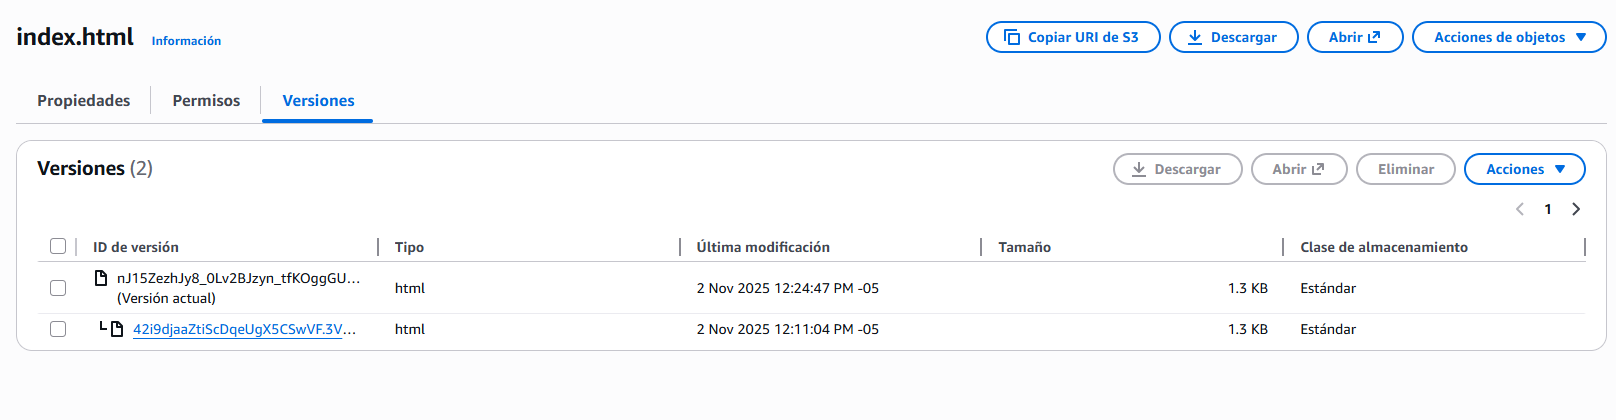 index.html Información Copiar URI de S3 Descargar Abrir Acciones de objetos
Propiedades Permisos Versiones
Versiones (2) Descargar Abrir Eliminar Acciones
1
ID de versión Tipo Última modificación Tamaño Clase de almacenamiento
nJ15ZezhJy8_0Lv2BJzyn_tfKOggGU... html 2 Nov 2025 12:24:47 PM -05 1.3 KB Estándar
(Versión actual)
42i9djaaZtiScDqeUgX5CSwVF.3V... html 2 Nov 2025 12:11:04 PM -05 1.3 KB Estándar